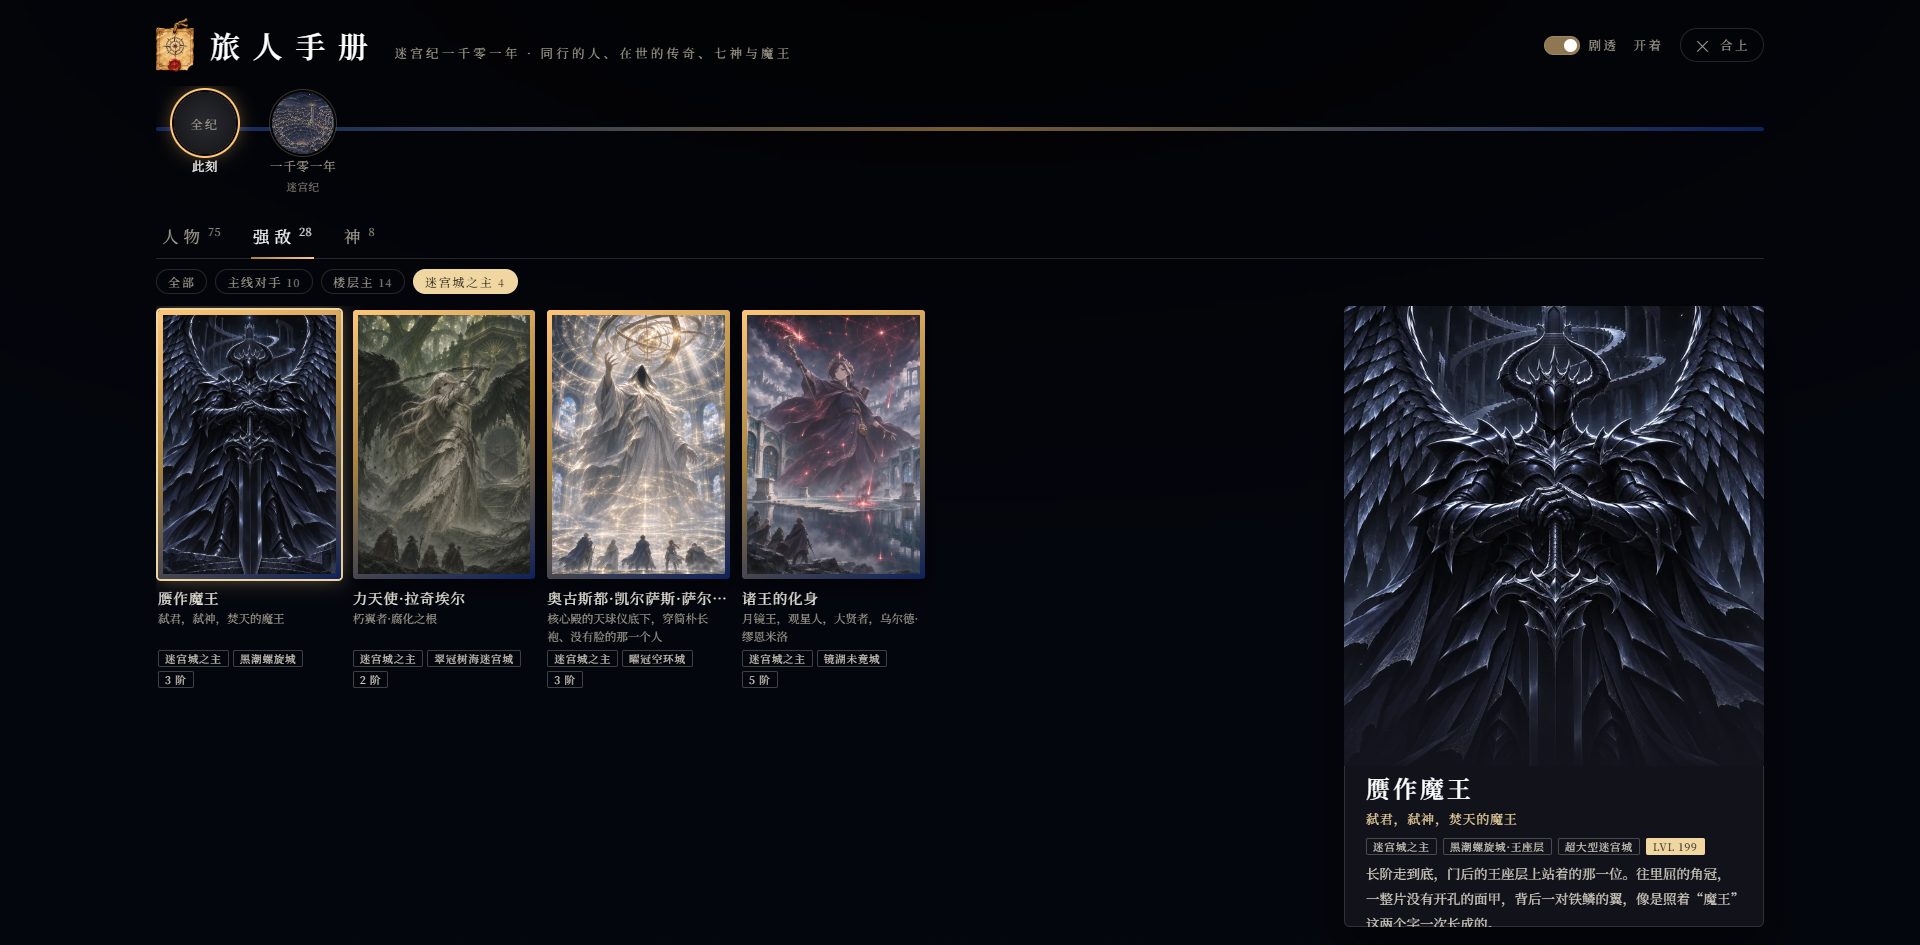 旅人手册
迷宫纪一千零一年 · 同行的人、在世的传奇、七神与魔王
剧透 开着
合上
全纪
此刻
一千零一年
迷宫纪
人物 75
强敌 28
神 8
全部
主线对手 10
楼层主 14
迷宫城之主 4
赝作魔王
弑君，弑神，焚天的魔王
迷宫城之主 黑潮螺旋城
3 阶
力天使·拉奇埃尔
朽翼者·腐化之根
迷宫城之主 翠冠树海迷宫城
2 阶
奥古斯都·凯尔萨斯·萨尔…
核心殿的天球仪底下，穿简朴长
袍、没有脸的那一个人
迷宫城之主 曜冠空环城
3 阶
诸王的化身
月镜王，观星人，大贤者，乌尔德·
缪恩米洛
迷宫城之主 镜湖未竟城
5 阶
赝作魔王
弑君，弑神，焚天的魔王
迷宫城之主 黑潮螺旋城·王座层 超大型迷宫城 LVL 199
长阶走到底，门后的王座层上站着的那一位。往里屈的角冠，
一整片没有开孔的面甲，背后一对铁鳞的翼，像是照着“魔王”
这两个字一次长成的。